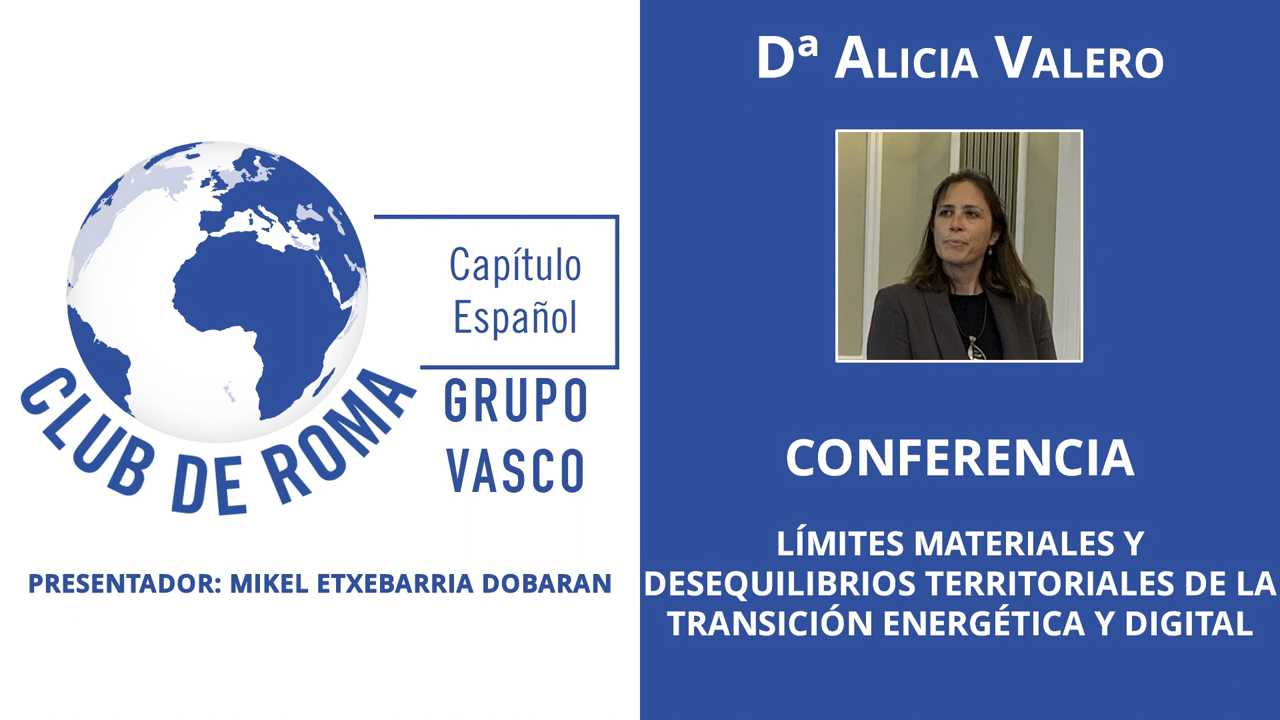 Capítulo
Español
GRUPO
VASCO
CLUB DE ROMA
PRESENTADOR: MIKEL ETXEBARRIA DOBARAN
Dª ALICIA VALERO
CONFERENCIA
LÍMITES MATERIALES Y
DESEQUILIBRIOS TERRITORIALES DE LA
TRANSICIÓN ENERGÉTICA Y DIGITAL